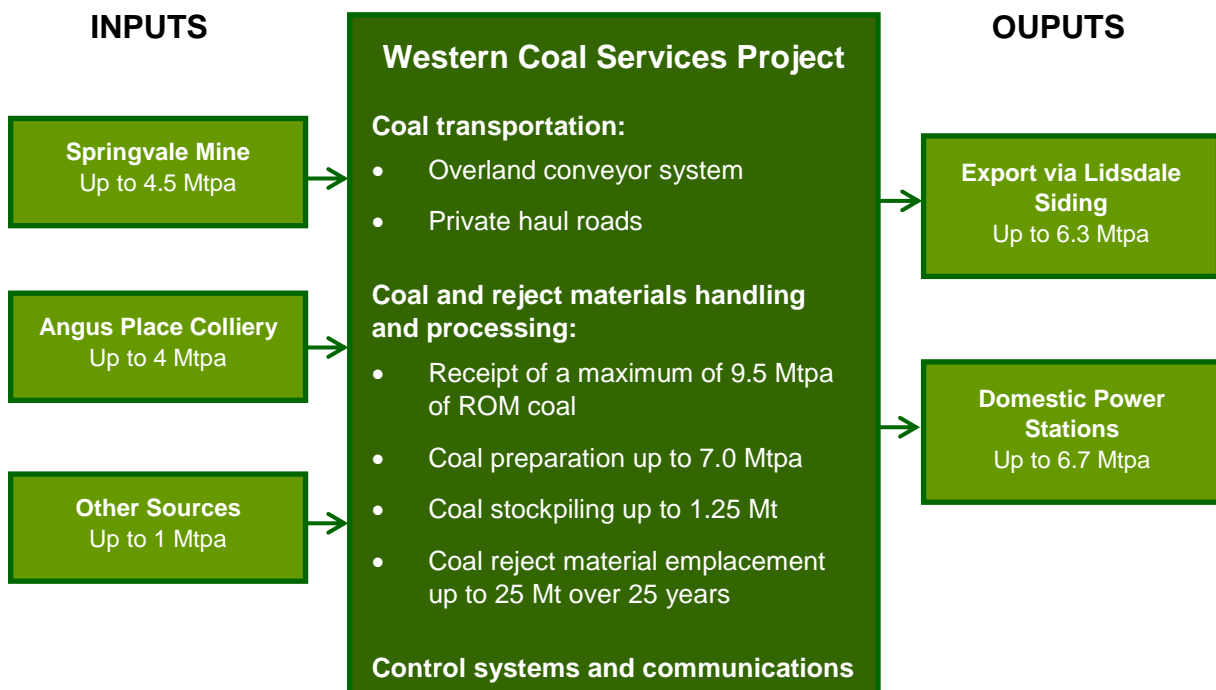 INPUTS
Springvale Mine
Up to 4.5 Mtpa
Angus Place Colliery
Up to 4 Mtpa
Other Sources
Up to 1 Mtpa
Western Coal Services Project
Coal transportation:
• Overland conveyor system
• Private haul roads
Coal and reject materials handling
and processing:
• Receipt of a maximum of 9.5 Mtpa
of ROM coal
• Coal preparation up to 7.0 Mtpa
• Coal stockpiling up to 1.25 Mt
• Coal reject material emplacement
up to 25 Mt over 25 years
Control systems and communications
OUPUTS
Export via Lidsdale
Siding
Up to 6.3 Mtpa
Domestic Power
Stations
Up to 6.7 Mtpa